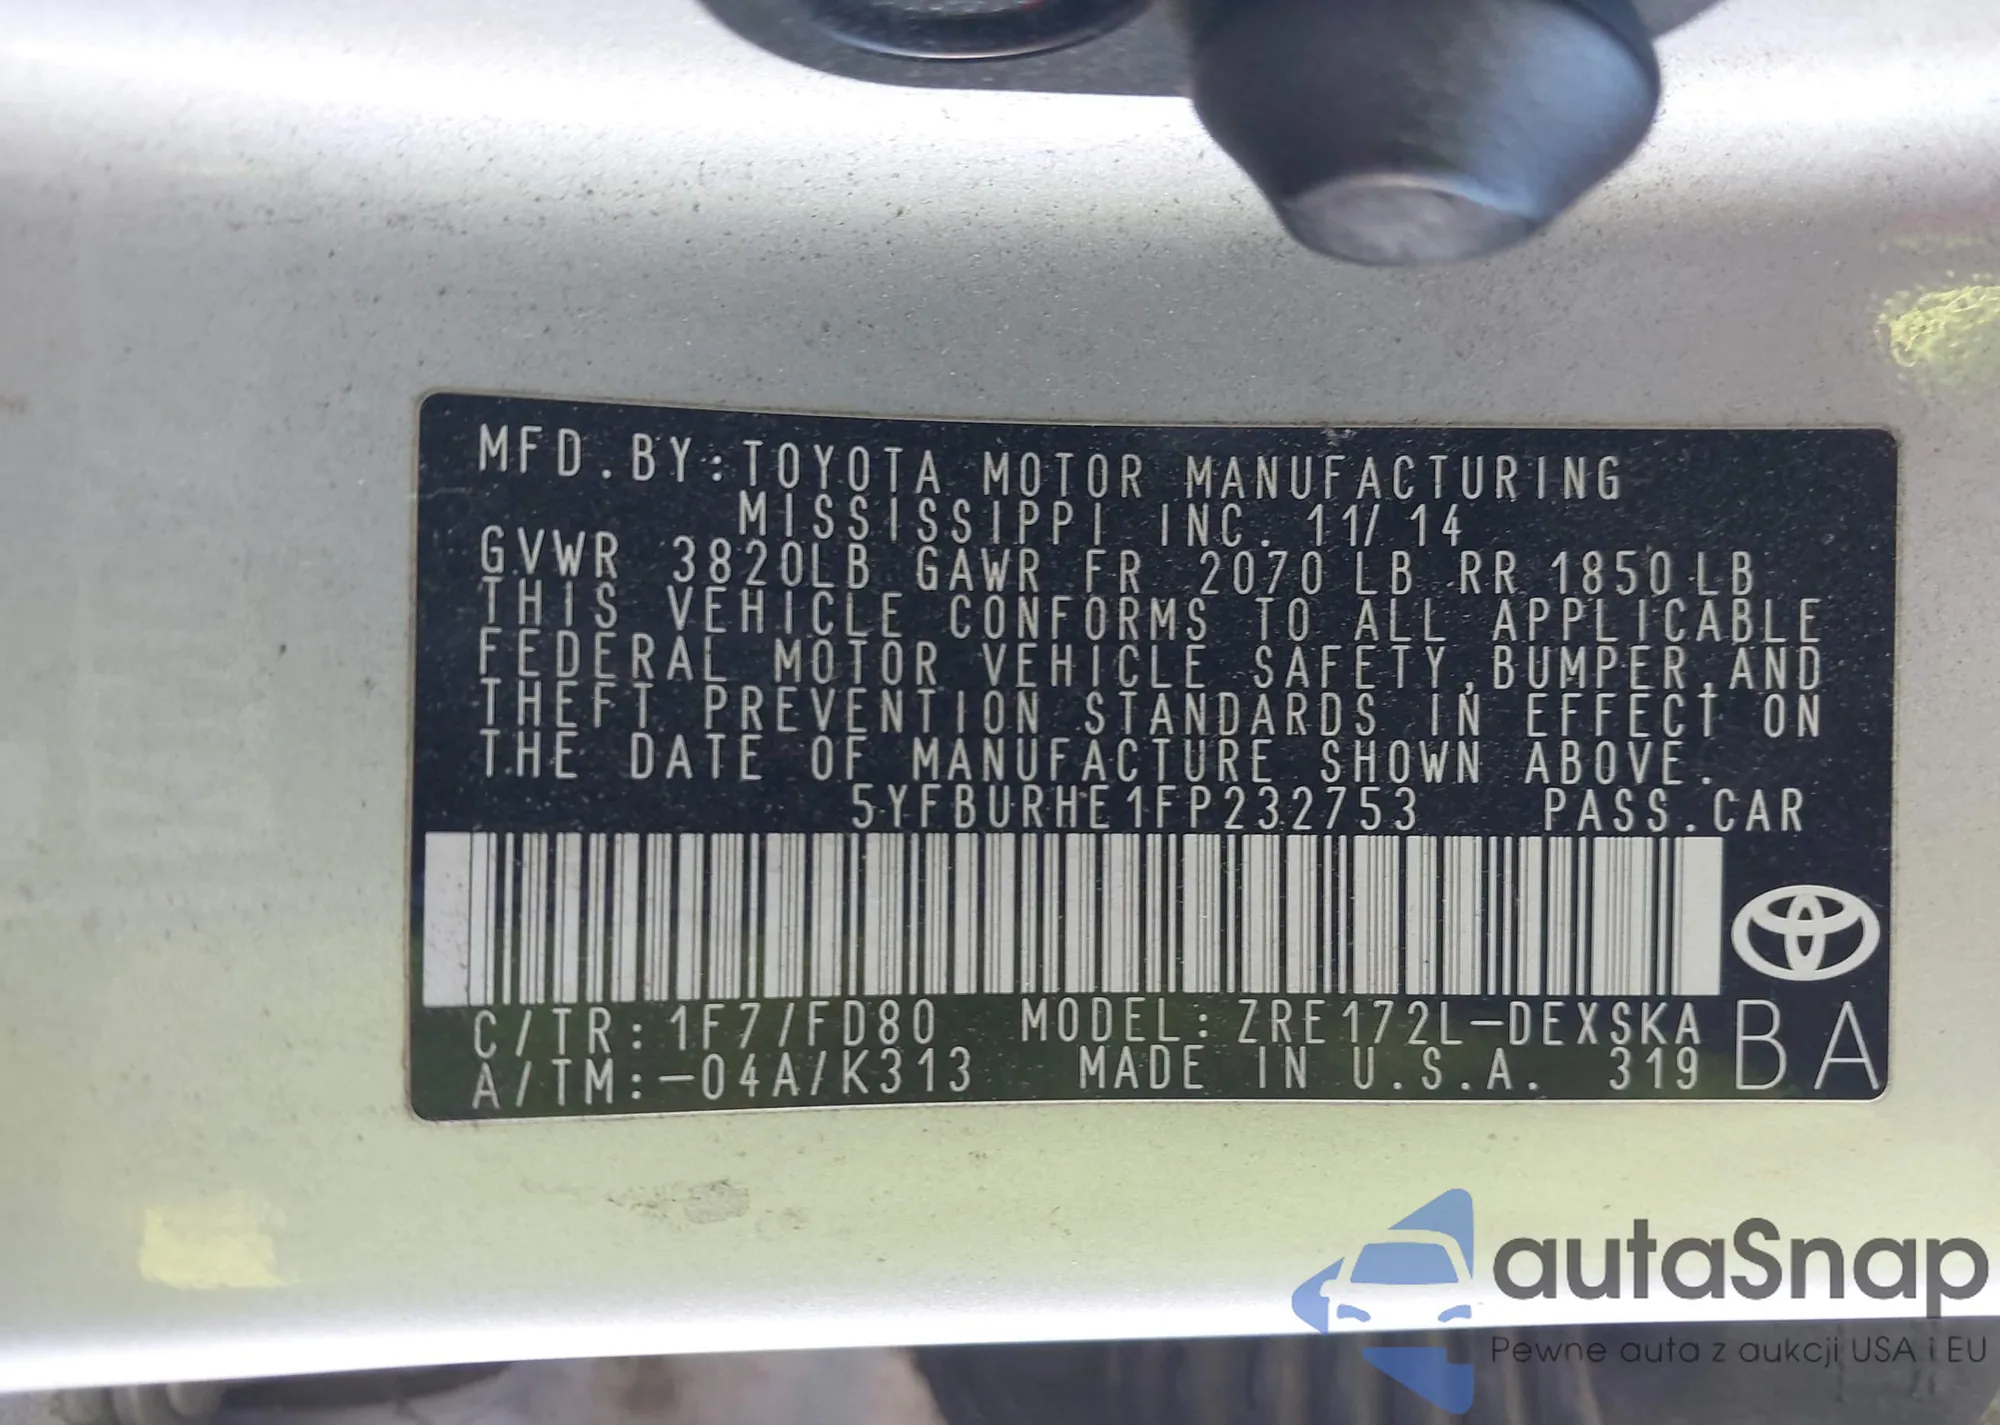 MFD.BY:TOYOTA MOTOR MANUFACTURING
MISSISSIPPI INC. 11/14
GVWR 3820LB GAWR FR 2070LB RR 1850LB
THIS VEHICLE CONFORMS TO ALL APPLICABLE
FEDERAL MOTOR VEHICLE SAFETY,BUMPER,AND
THEFT PREVENTION STANDARDS IN EFFECT ON
THE DATE OF MANUFACTURE SHOWN ABOVE.
5YFBURHE1FP232753 PASS.CAR
C/TR:1F7/FD80 MODEL:ZRE172L-DEXSKA
A/TM:-04A/K313 MADE IN U.S.A. 319
BA
autaSnap
Pewne auta z aukcji USA i EU